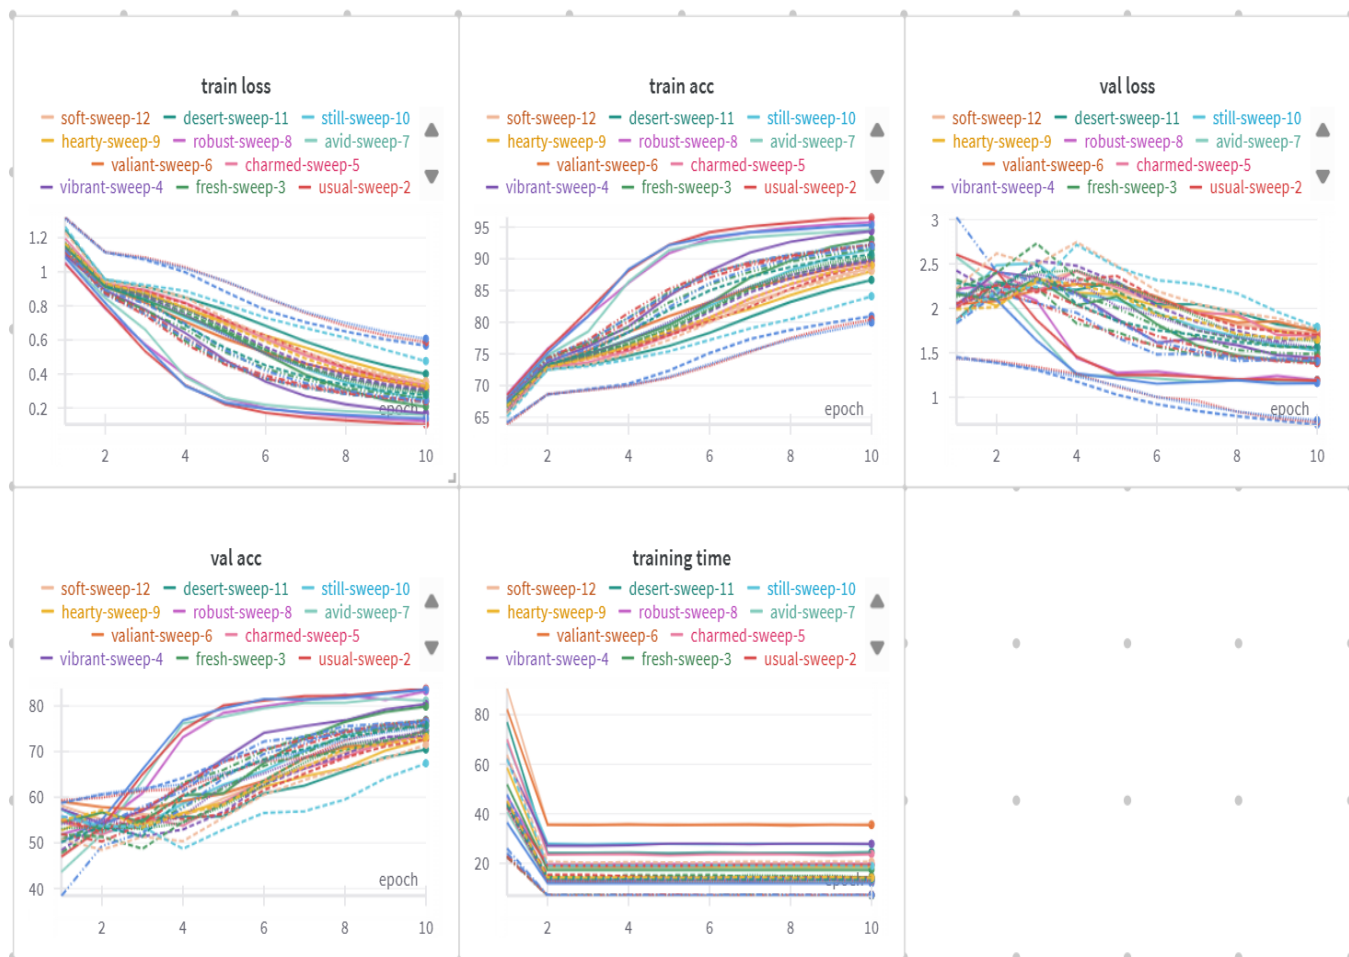 train loss
soft-sweep-12 desert-sweep-11 still-sweep-10
hearty-sweep-9 robust-sweep-8 avid-sweep-7
valiant-sweep-6 charmed-sweep-5
vibrant-sweep-4 fresh-sweep-3 usual-sweep-2
1.2
1
0.8
0.6
0.4
0.2
epoch
2 4 6 8 10
train acc
soft-sweep-12 desert-sweep-11 still-sweep-10
hearty-sweep-9 robust-sweep-8 avid-sweep-7
valiant-sweep-6 charmed-sweep-5
vibrant-sweep-4 fresh-sweep-3 usual-sweep-2
95
90
85
80
75
70
65
epoch
2 4 6 8 10
val loss
soft-sweep-12 desert-sweep-11 still-sweep-10
hearty-sweep-9 robust-sweep-8 avid-sweep-7
valiant-sweep-6 charmed-sweep-5
vibrant-sweep-4 fresh-sweep-3 usual-sweep-2
3
2.5
2
1.5
1
epoch
2 4 6 8 10
val acc
soft-sweep-12 desert-sweep-11 still-sweep-10
hearty-sweep-9 robust-sweep-8 avid-sweep-7
valiant-sweep-6 charmed-sweep-5
vibrant-sweep-4 fresh-sweep-3 usual-sweep-2
80
70
60
50
40
epoch
2 4 6 8 10
training time
soft-sweep-12 desert-sweep-11 still-sweep-10
hearty-sweep-9 robust-sweep-8 avid-sweep-7
valiant-sweep-6 charmed-sweep-5
vibrant-sweep-4 fresh-sweep-3 usual-sweep-2
80
60
40
20
epoch
2 4 6 8 10